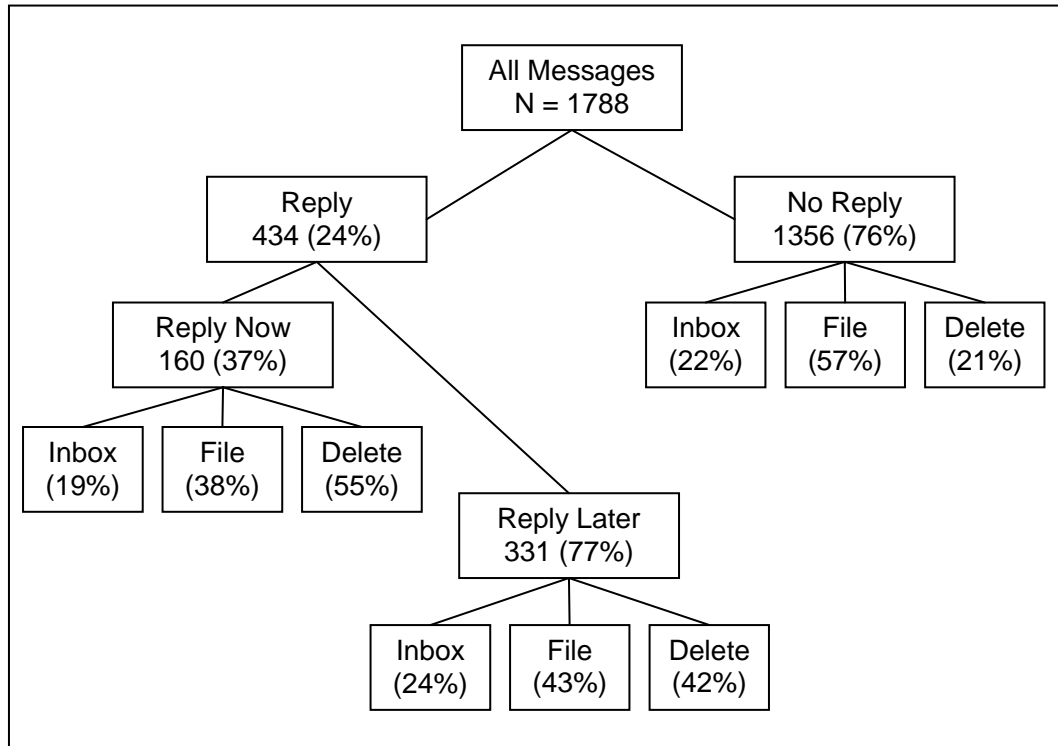 All Messages
N = 1788
Reply
434 (24%)
No Reply
1356 (76%)
Reply Now
160 (37%)
Inbox
(22%)
File
(57%)
Delete
(21%)
Inbox
(19%)
File
(38%)
Delete
(55%)
Reply Later
331 (77%)
Inbox
(24%)
File
(43%)
Delete
(42%)